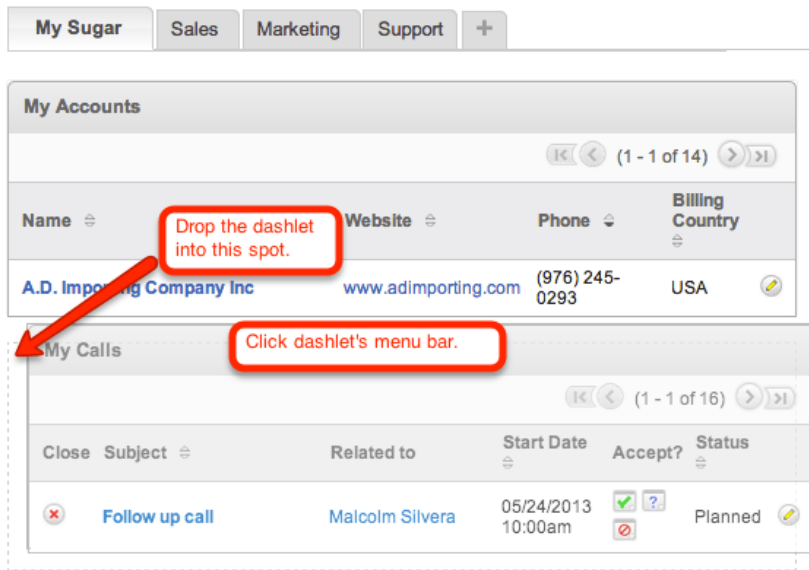 My Sugar Sales Marketing Support +
My Accounts
(1 - 1 of 14)
Billing
Name Website Phone Country
Drop the dashlet
into this spot.
A.D. Importing Company Inc www.adimporting.com (976) 245-
0293 USA
Click dashlet's menu bar.
My Calls
(1 - 1 of 16)
Close Subject Related to Start Date Accept? Status
Follow up call Malcolm Silvera 05/24/2013
10:00am Planned